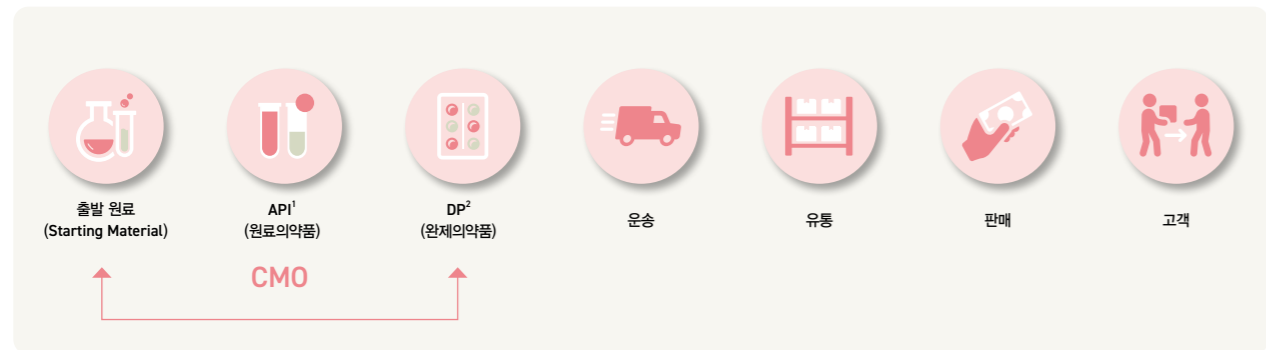 출발 원료
(Starting Material)
API¹
(원료의약품)
DP²
(완제의약품)
운송
유통
판매
고객
CMO